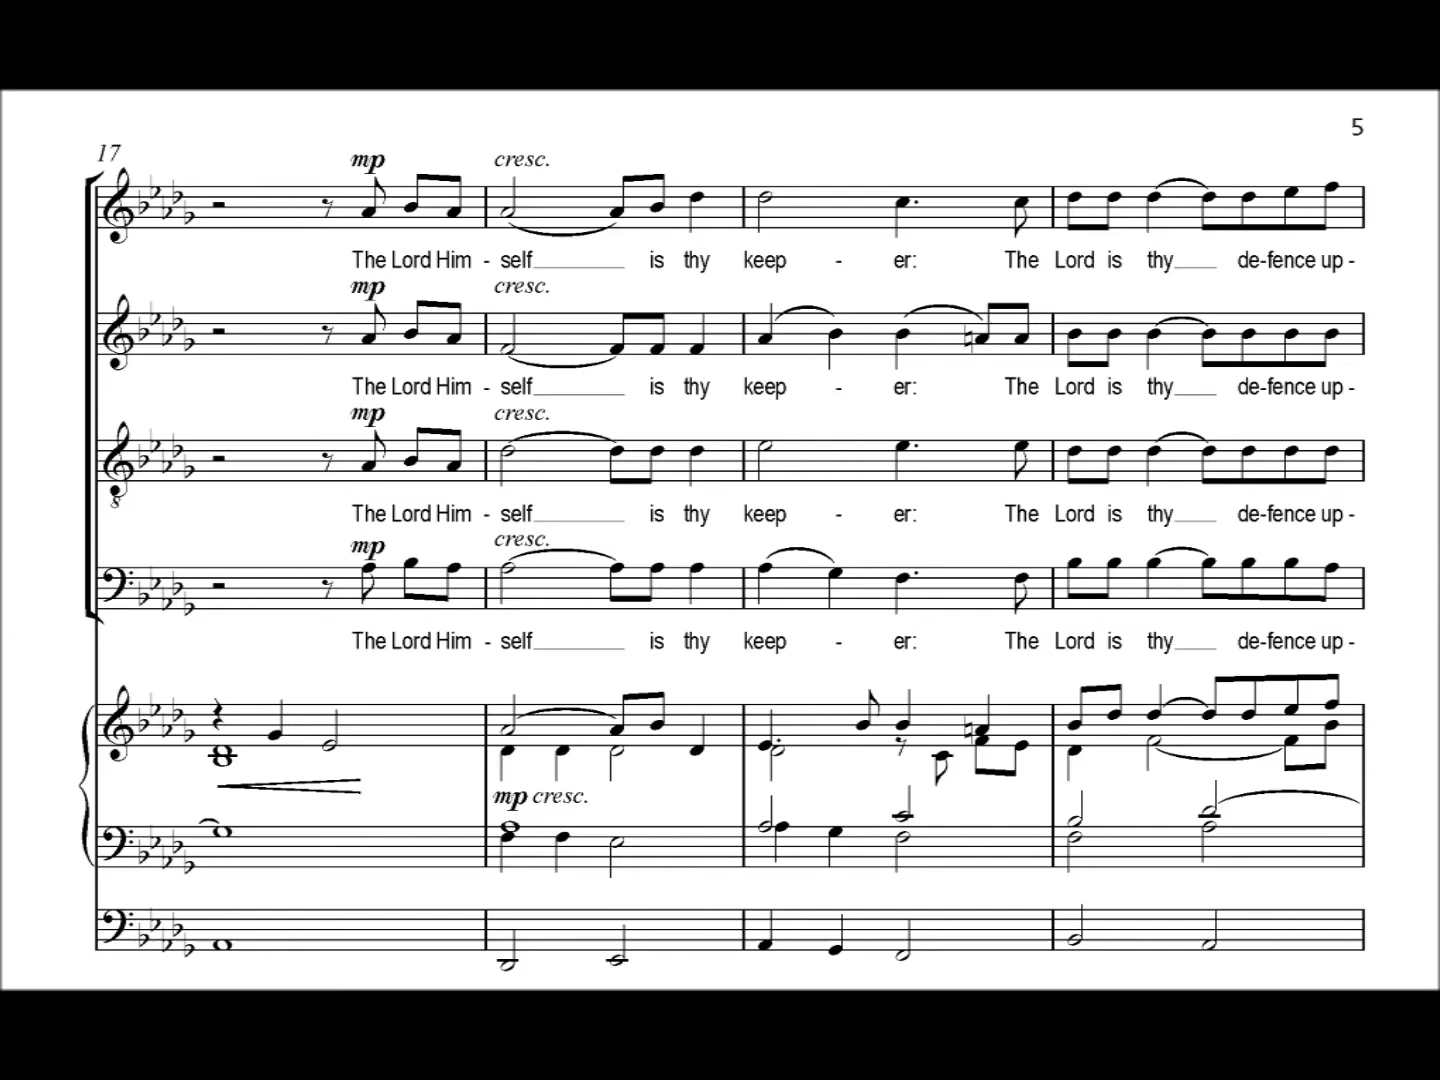 5
17
mp cresc.
The Lord Him - self is thy keep - er: The Lord is thy de-fence up-
mp cresc.
The Lord Him - self is thy keep - er: The Lord is thy de-fence up-
mp cresc.
The Lord Him - self is thy keep - er: The Lord is thy de-fence up-
mp cresc.
The Lord Him - self is thy keep - er: The Lord is thy de-fence up-
mp cresc.